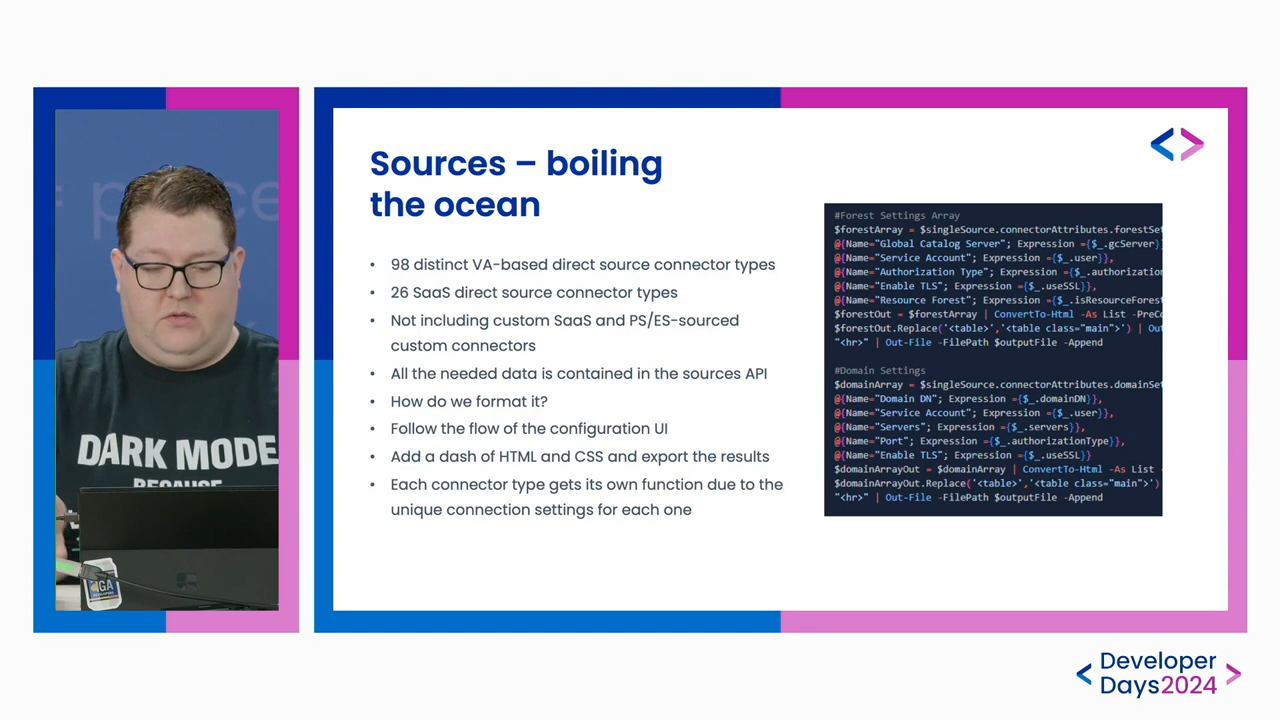 Sources – boiling
the ocean
• 98 distinct VA-based direct source connector types
• 26 SaaS direct source connector types
• Not including custom SaaS and PS/ES-sourced
custom connectors
• All the needed data is contained in the sources API
• How do we format it?
• Follow the flow of the configuration UI
• Add a dash of HTML and CSS and export the results
• Each connector type gets its own function due to the
unique connection settings for each one
#Forest Settings Array
$forestArray = $singleSource.connectorAttributes.forestSet
@{Name="Global Catalog Server"; Expression ={$_.gcServer}
@{Name="Service Account"; Expression ={$_.user}},
@{Name="Authorization Type"; Expression ={$_.authorization
@{Name="Enable TLS"; Expression ={$_.useSSL}},
@{Name="Resource Forest"; Expression ={$_.isResourceForest
$forestOut = $forestArray | ConvertTo-Html -As List -PreCo
$forestOut.Replace('<table>','<table class="main">') | Out
"<hr>" | Out-File -FilePath $outputFile -Append
#Domain Settings
$domainArray = $singleSource.connectorAttributes.domainSet
@{Name="Domain DN"; Expression ={$_.domainDN}},
@{Name="Service Account"; Expression ={$_.user}},
@{Name="Servers"; Expression ={$_.servers}},
@{Name="Port"; Expression ={$_.authorizationType}},
@{Name="Enable TLS"; Expression ={$_.useSSL}}
$domainArrayOut = $domainArray | ConvertTo-Html -As List -
$domainArrayOut.Replace('<table>','<table class="main">')
"<hr>" | Out-File -FilePath $outputFile -Append
DARK MODE
BECAUSE
IGA
Developer
Days2024